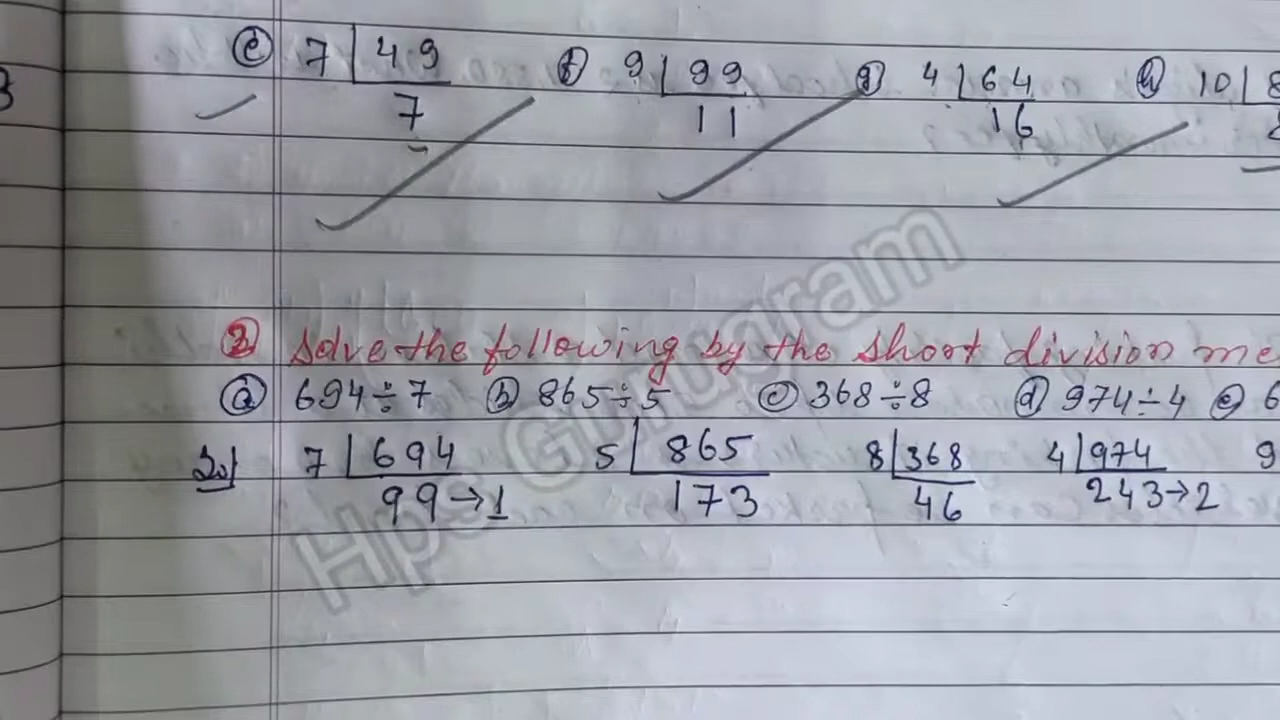 3
ⓔ 7 | 49 ⓕ 9 | 99 ⓖ 4 | 64 ⓗ 10 | 8
7 11 16
② Solve the following by the short division me
ⓐ 694÷7 ⓑ 865÷5 ⓒ 368÷8 ⓓ 974÷4 ⓔ 6
7 | 694 5 | 865 8 | 368 4 | 974 9
99→1 173 46 243→2
Hps Gurugram